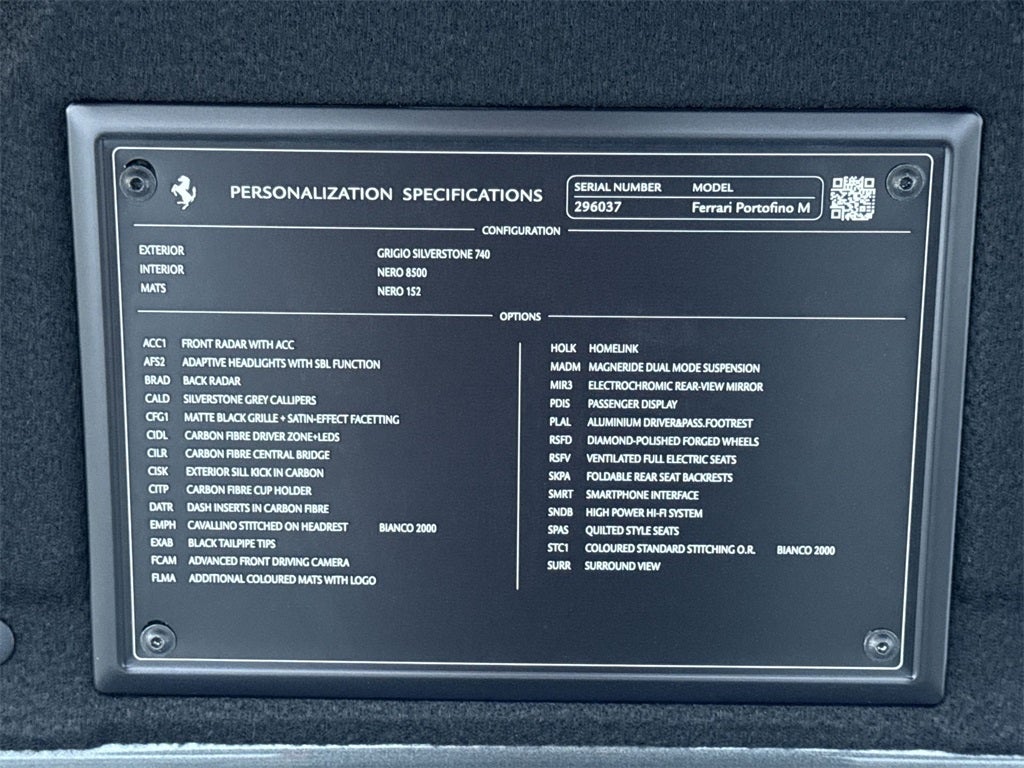 PERSONALIZATION SPECIFICATIONS
SERIAL NUMBER MODEL
296037 Ferrari Portofino M
CONFIGURATION
EXTERIOR GRIGIO SILVERSTONE 740
INTERIOR NERO 8500
MATS NERO 152
OPTIONS
ACC1 FRONT RADAR WITH ACC
AFS2 ADAPTIVE HEADLIGHTS WITH SBL FUNCTION
BRAD BACK RADAR
CALD SILVERSTONE GREY CALLIPERS
CFG1 MATTE BLACK GRILLE + SATIN-EFFECT FACETTING
CIDL CARBON FIBRE DRIVER ZONE+LEDS
CILR CARBON FIBRE CENTRAL BRIDGE
CISK EXTERIOR SILL KICK IN CARBON
CITP CARBON FIBRE CUP HOLDER
DATR DASH INSERTS IN CARBON FIBRE
EMPH CAVALLINO STITCHED ON HEADREST BIANCO 2000
EXAB BLACK TAILPIPE TIPS
FCAM ADVANCED FRONT DRIVING CAMERA
FLMA ADDITIONAL COLOURED MATS WITH LOGO
HOLK HOMELINK
MADM MAGNERIDE DUAL MODE SUSPENSION
MIR3 ELECTROCHROMIC REAR-VIEW MIRROR
PDIS PASSENGER DISPLAY
PLAL ALUMINIUM DRIVER&PASS.FOOTREST
RSFD DIAMOND-POLISHED FORGED WHEELS
RSFV VENTILATED FULL ELECTRIC SEATS
SKPA FOLDABLE REAR SEAT BACKRESTS
SMRT SMARTPHONE INTERFACE
SNDB HIGH POWER HI-FI SYSTEM
SPAS QUILTED STYLE SEATS
STC1 COLOURED STANDARD STITCHING O.R. BIANCO 2000
SURR SURROUND VIEW